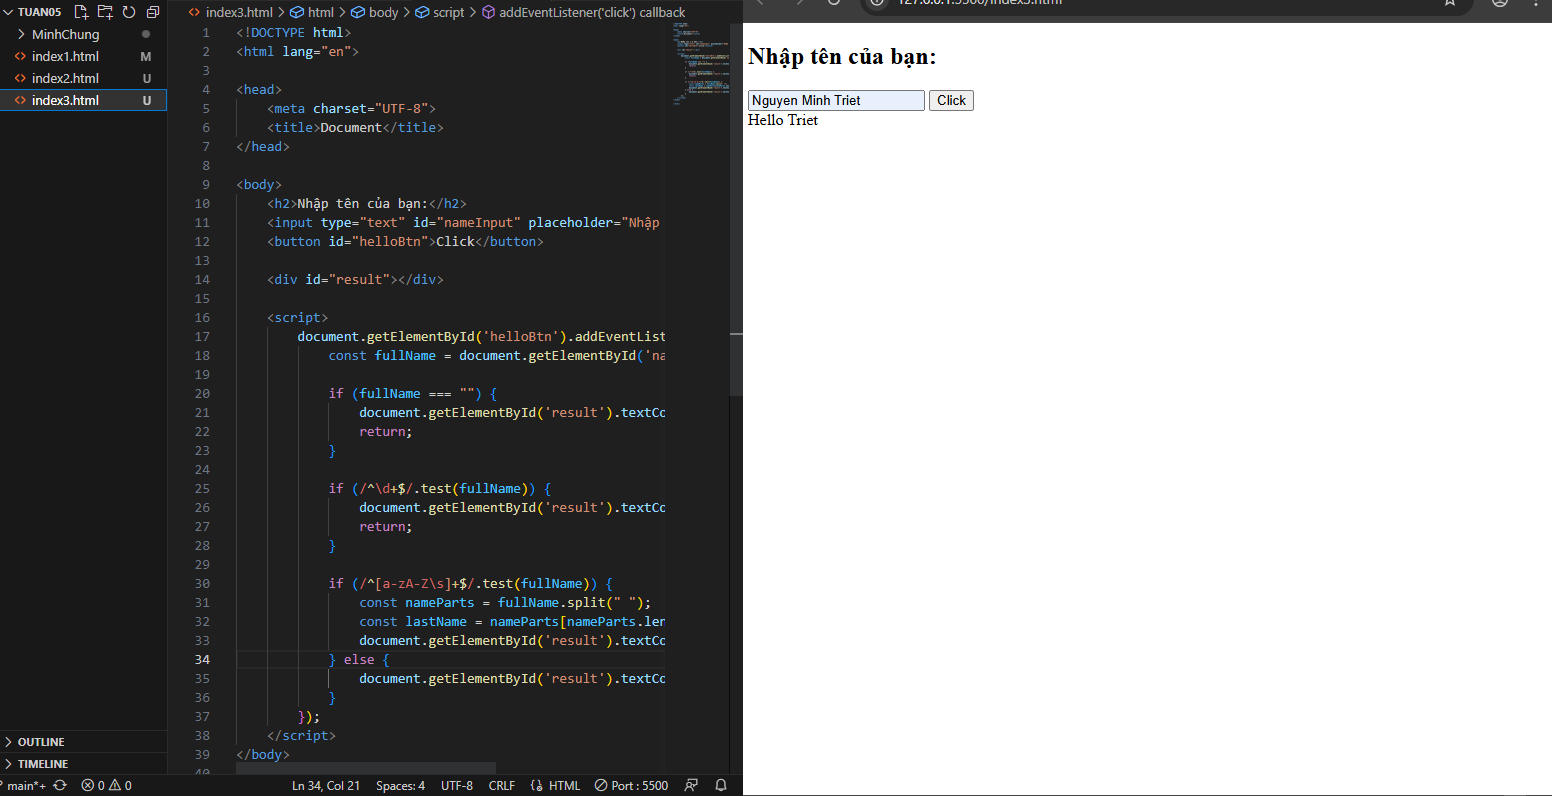 TUAN05
MinhChung
index1.html M
index2.html U
index3.html U
OUTLINE
TIMELINE
index3.html > html > body > script > addEventListener('click') callback
1 <!DOCTYPE html>
2 <html lang="en">
3
4 <head>
5 <meta charset="UTF-8">
6 <title>Document</title>
7 </head>
8
9 <body>
10 <h2>Nhập tên của bạn:</h2>
11 <input type="text" id="nameInput" placeholder="Nhập
12 <button id="helloBtn">Click</button>
13
14 <div id="result"></div>
15
16 <script>
17 document.getElementById('helloBtn').addEventList
18 const fullName = document.getElementById('na
19
20 if (fullName === "") {
21 document.getElementById('result').textCo
22 return;
23 }
24
25 if (/^\d+$/.test(fullName)) {
26 document.getElementById('result').textCo
27 return;
28 }
29
30 if (/^[a-zA-Z\s]+$/.test(fullName)) {
31 const nameParts = fullName.split(" ");
32 const lastName = nameParts[nameParts.len
33 document.getElementById('result').textCo
34 } else {
35 document.getElementById('result').textCo
36 }
37 });
38 </script>
39 </body>
40
main*+ 0 0 Ln 34, Col 21 Spaces: 4 UTF-8 CRLF HTML Port : 5500
127.0.0.1:5500/index3.html
Nhập tên của bạn:
Nguyen Minh Triet Click
Hello Triet